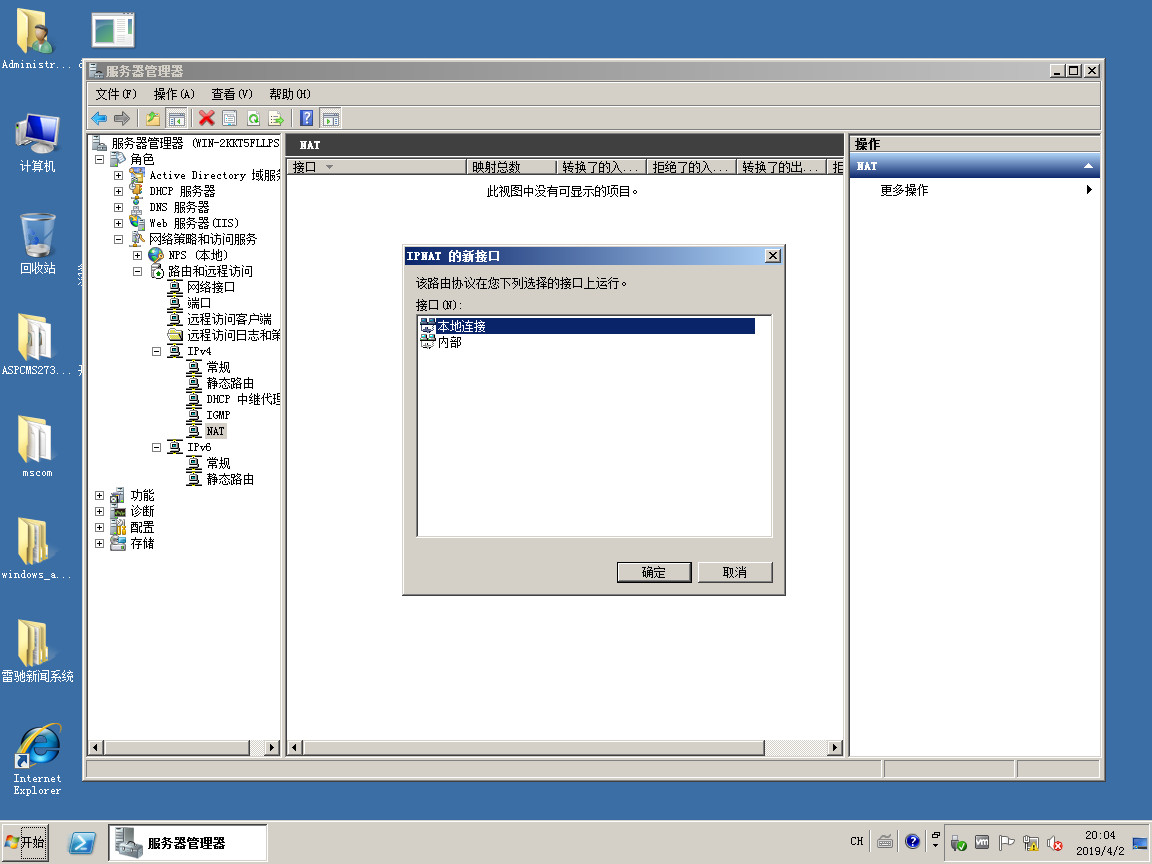 Administr...
计算机
回收站
ASPCMS273...
mscom
windows_a...
雷驰新闻系统
Internet
Explorer
服务器管理器
文件(F) 操作(A) 查看(V) 帮助(H)
服务器管理器 (WIN-2KKT5FLLPS
角色
Active Directory 域服务
DHCP 服务器
DNS 服务器
Web 服务器(IIS)
网络策略和访问服务
NPS (本地)
路由和远程访问
网络接口
端口
远程访问客户端
远程访问日志和策
IPv4
常规
静态路由
DHCP 中继代理
IGMP
NAT
IPv6
常规
静态路由
功能
诊断
配置
存储
NAT
接口 映射总数 转换了的入... 拒绝了的入... 转换了的出... 拒
此视图中没有可显示的项目。
操作
NAT
更多操作
IPNAT 的新接口
该路由协议在您下列选择的接口上运行。
接口(N):
本地连接
内部
确定 取消
开始
服务器管理器
CH
20:04
2019/4/2